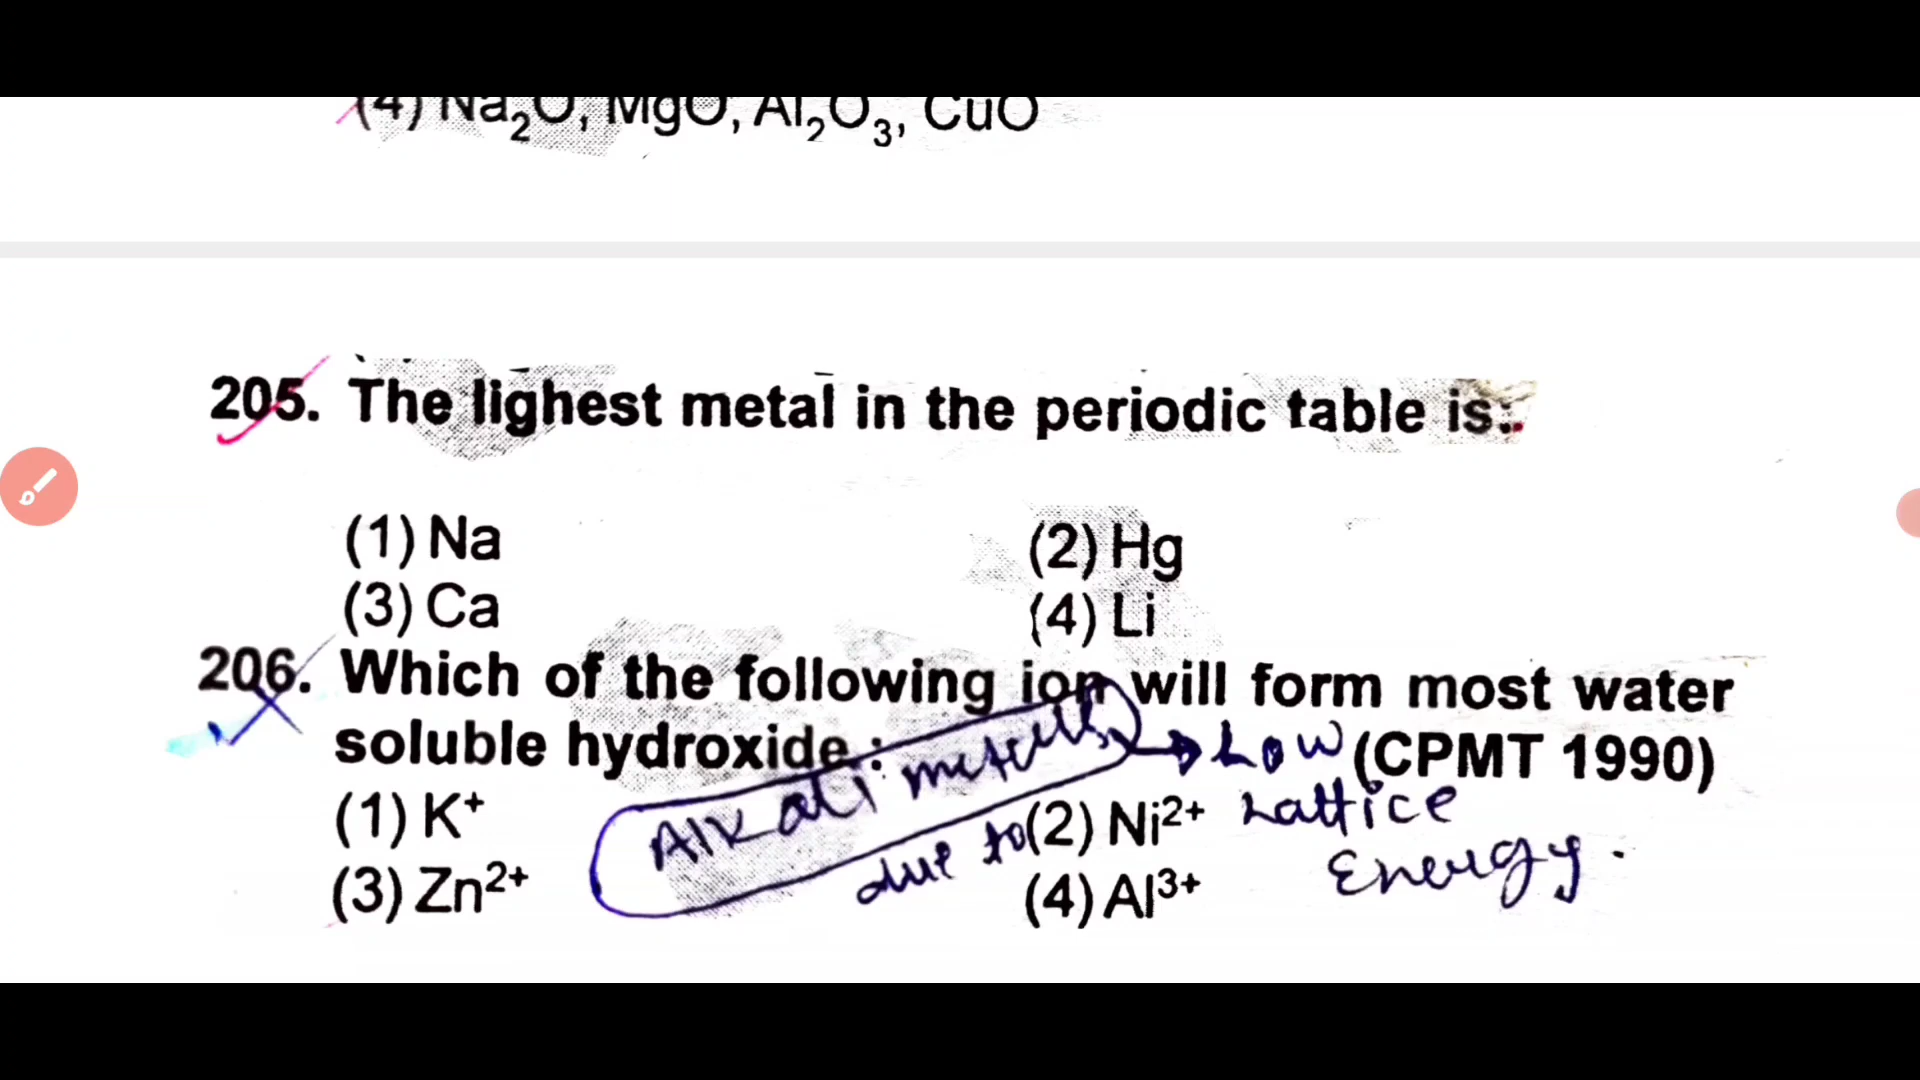 (4) Na₂O, MgO, Al₂O₃, CuO
205. The lighest metal in the periodic table is:
(1) Na (2) Hg
(3) Ca (4) Li
206. Which of the following ion will form most water
soluble hydroxide : (CPMT 1990)
Alkali metals → Low
Lattice
Energy.
due to
(1) K⁺ (2) Ni²⁺
(3) Zn²⁺ (4) Al³⁺